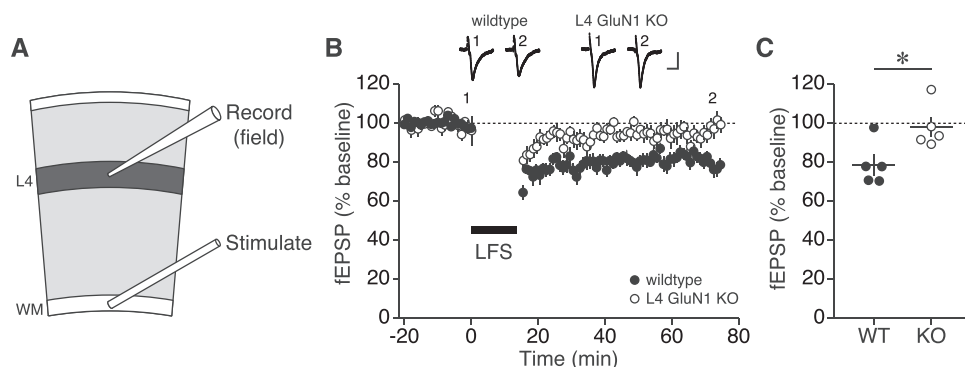 A
Record
(field)
L4
Stimulate
WM
B
wildtype
L4 GluN1 KO
1
2
1
2
fEPSP (% baseline)
120
100
80
60
40
20
0
1
2
LFS
wildtype
L4 GluN1 KO
-20
0
20
40
60
80
Time (min)
C
*
fEPSP (% baseline)
120
100
80
60
40
20
0
WT
KO